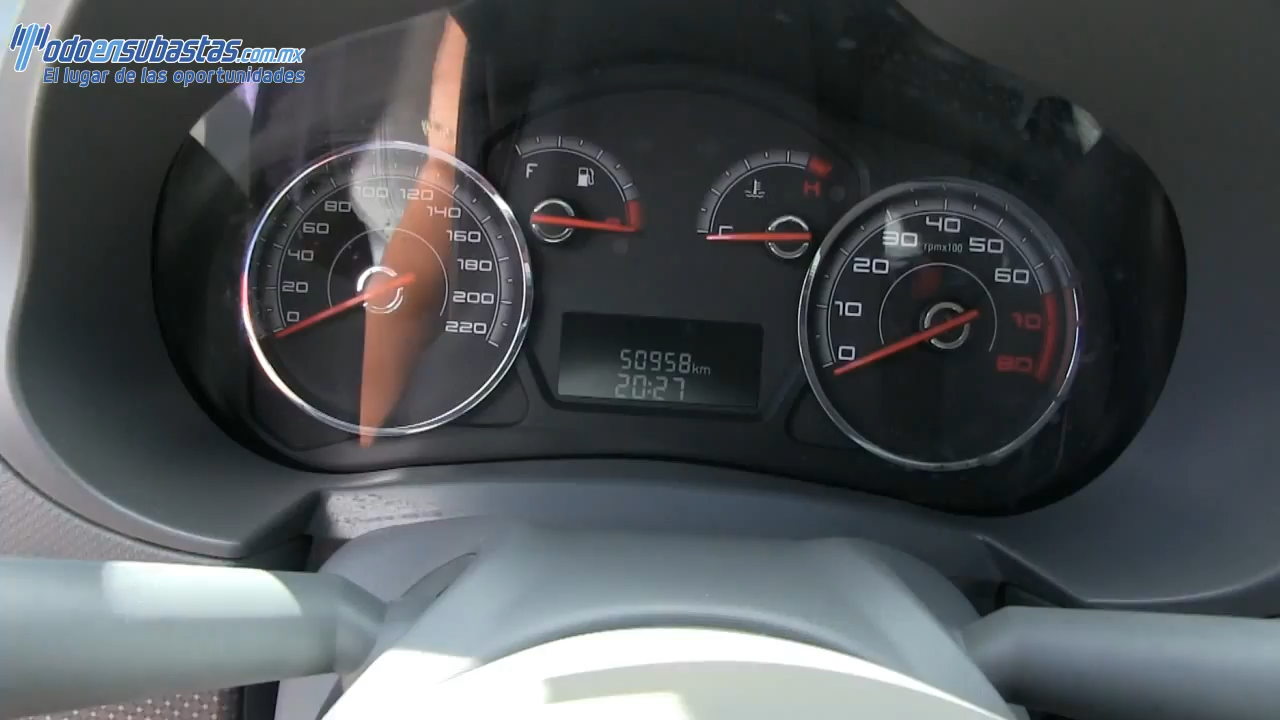 todoensubastas.com.mx
El lugar de las oportunidades
0 20 40 60 80 100 120 140 160 180 200 220
F
C H
0 10 20 30 40 50 60 70 80
rpmx100
50958km
20:27